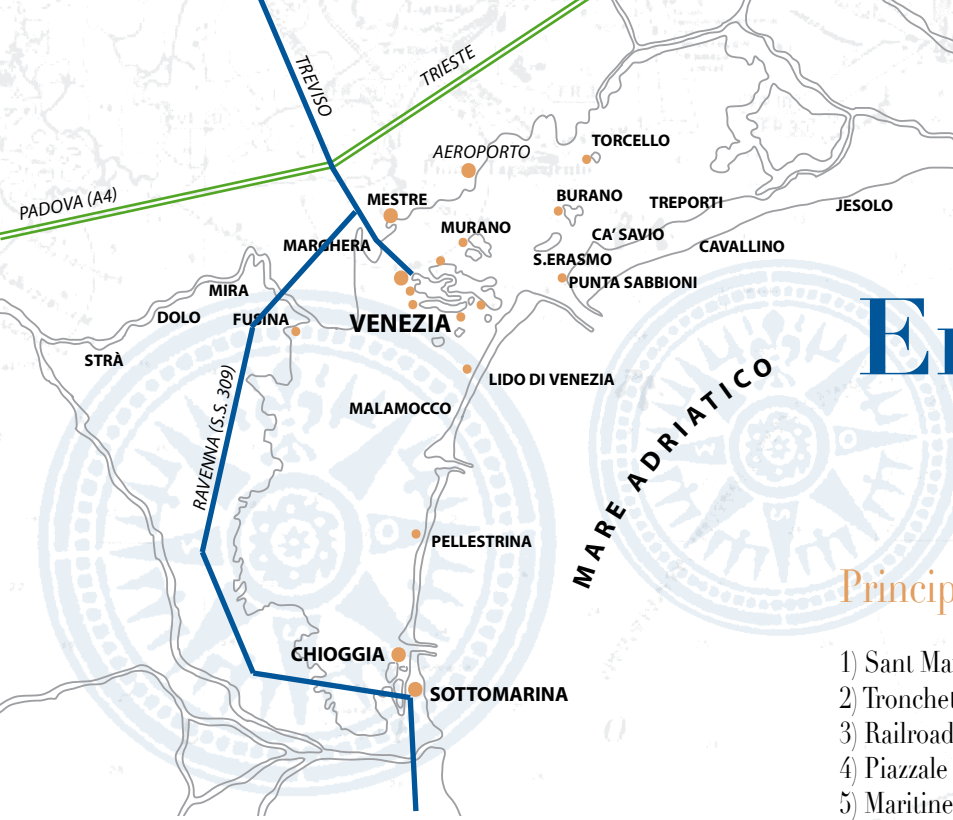 TREVISO
TRIESTE
PADOVA (A4)
AEROPORTO
TORCELLO
MESTRE
BURANO
TREPORTI
JESOLO
MURANO
CA' SAVIO
MARGHERA
CAVALLINO
S.ERASMO
PUNTA SABBIONI
MIRA
DOLO
FUSINA
VENEZIA
STRÀ
LIDO DI VENEZIA
MALAMOCCO
RAVENNA (S.S. 309)
MARE ADRIATICO
PELLESTRINA
CHIOGGIA
SOTTOMARINA
Princip
1) Sant Ma
2) Tronchet
3) Railroad
4) Piazzale
5) Maritine
W
O
S
O